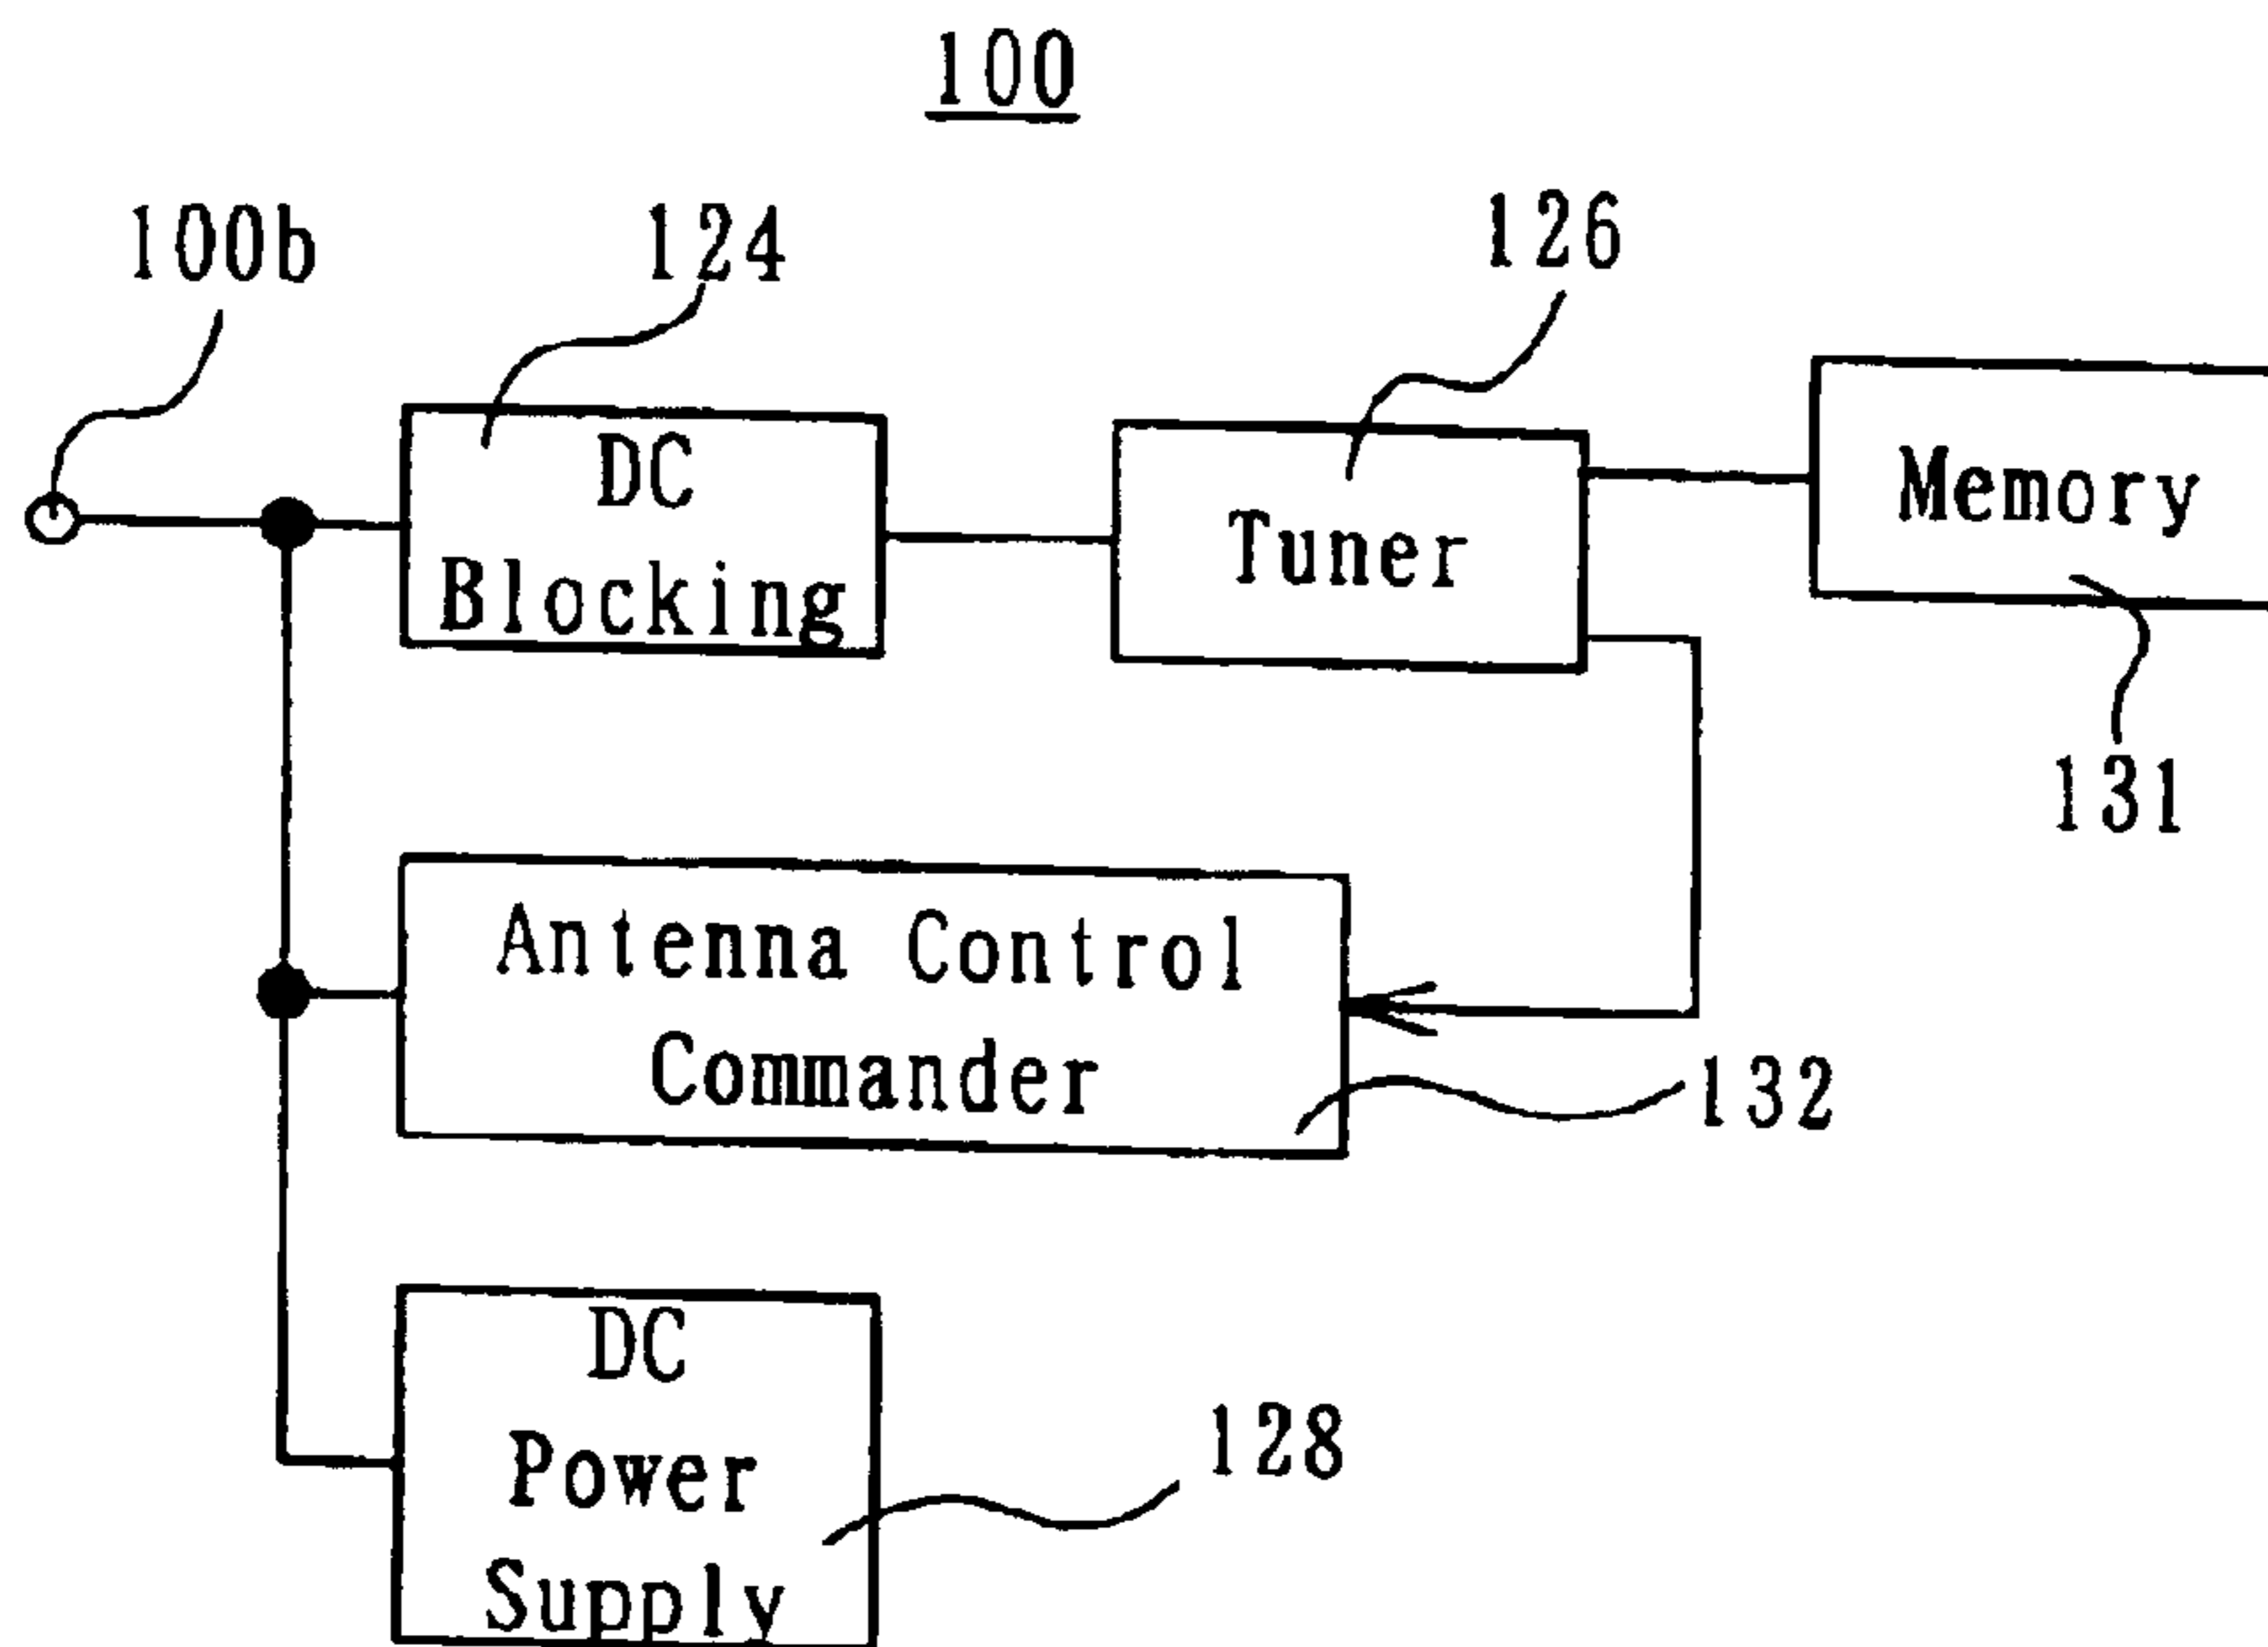 100
100b
124
126
DC
Blocking
Tuner
Memory
131
Antenna Control
Commander
132
DC
Power
Supply
128